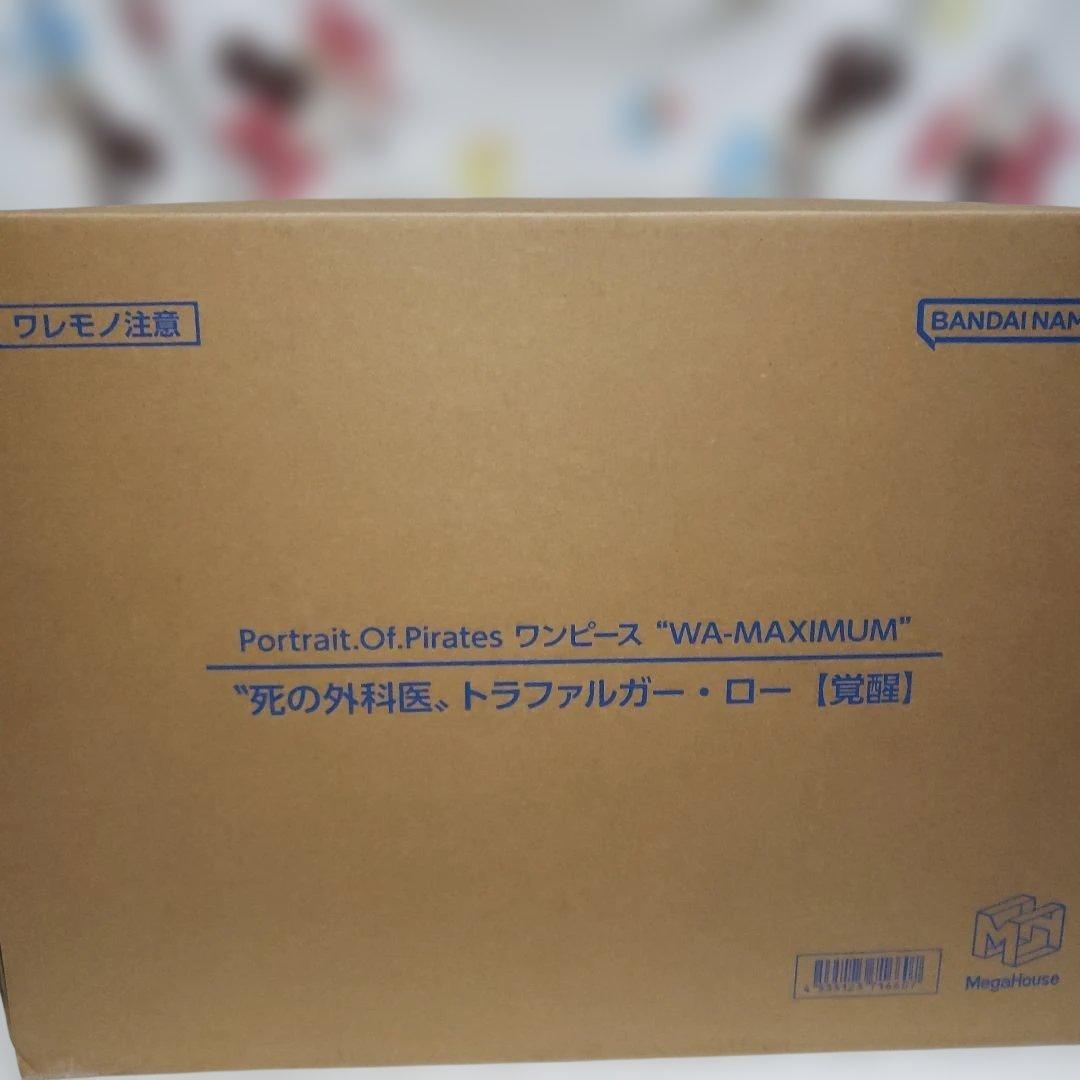 ワレモノ注意
BANDAI NAM
Portrait.Of.Pirates ワンピース “WA-MAXIMUM”
〝死の外科医〟トラファルガー・ロー【覚醒】
MegaHouse